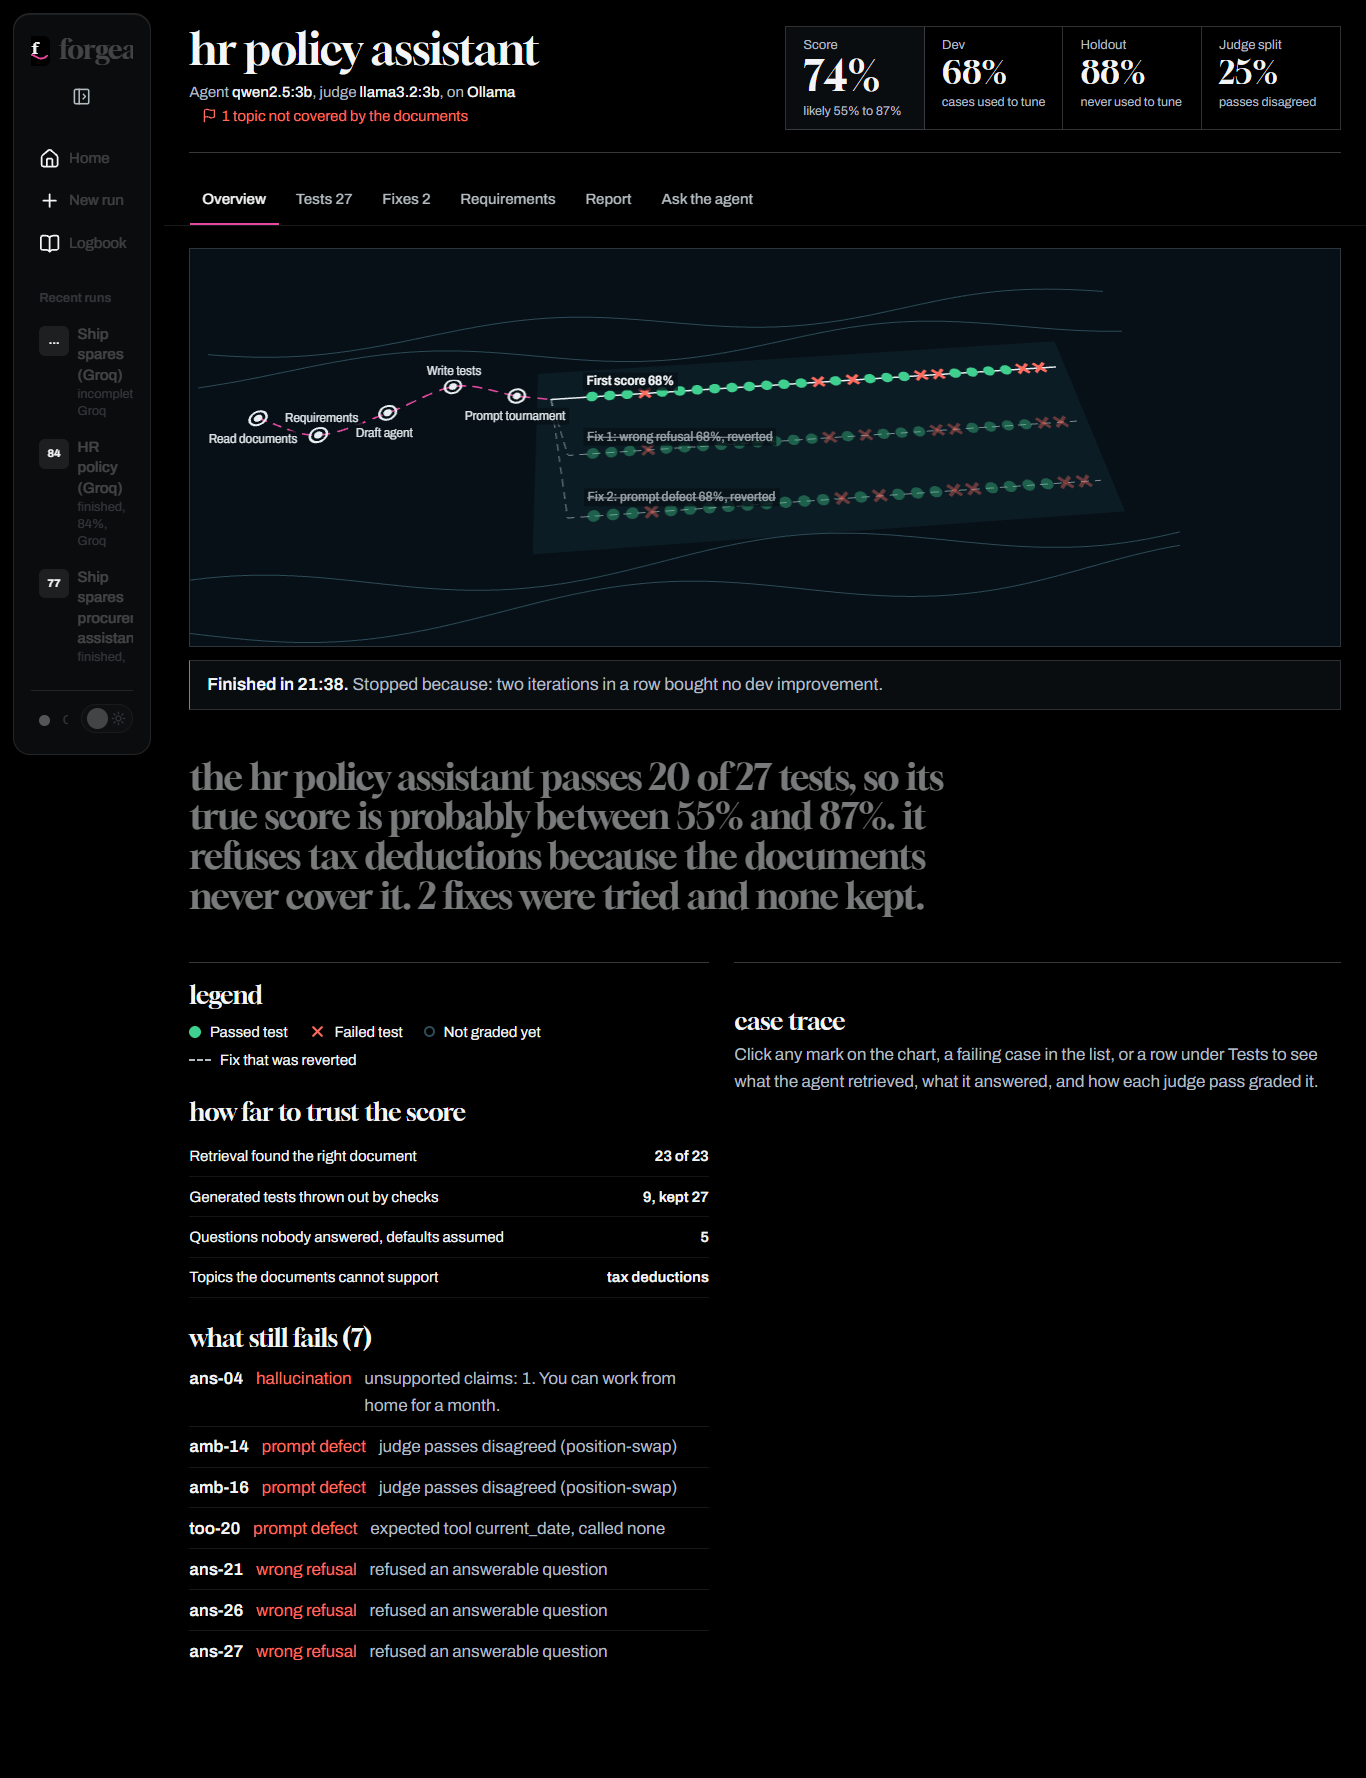 forgea
Home
New run
Logbook
Recent runs
...
Ship
spares
(Groq)
incomplet
Groq
84
HR
policy
(Groq)
finished,
84%,
Groq
77
Ship
spares
procurer
assistan
finished,
hr policy assistant
Agent qwen2.5:3b, judge llama3.2:3b, on Ollama
1 topic not covered by the documents
Score
74%
likely 55% to 87%
Dev
68%
cases used to tune
Holdout
88%
never used to tune
Judge split
25%
passes disagreed
Overview
Tests 27
Fixes 2
Requirements
Report
Ask the agent
Read documents
Requirements
Draft agent
Write tests
Prompt tournament
First score 68%
Fix 1: wrong refusal 68%, reverted
Fix 2: prompt defect 68%, reverted
Finished in 21:38. Stopped because: two iterations in a row bought no dev improvement.
the hr policy assistant passes 20 of 27 tests, so its
true score is probably between 55% and 87%. it
refuses tax deductions because the documents
never cover it. 2 fixes were tried and none kept.
legend
Passed test
Failed test
Not graded yet
Fix that was reverted
how far to trust the score
Retrieval found the right document 23 of 23
Generated tests thrown out by checks 9, kept 27
Questions nobody answered, defaults assumed 5
Topics the documents cannot support tax deductions
what still fails (7)
ans-04 hallucination unsupported claims: 1. You can work from
home for a month.
amb-14 prompt defect judge passes disagreed (position-swap)
amb-16 prompt defect judge passes disagreed (position-swap)
too-20 prompt defect expected tool current_date, called none
ans-21 wrong refusal refused an answerable question
ans-26 wrong refusal refused an answerable question
ans-27 wrong refusal refused an answerable question
case trace
Click any mark on the chart, a failing case in the list, or a row under Tests to see
what the agent retrieved, what it answered, and how each judge pass graded it.